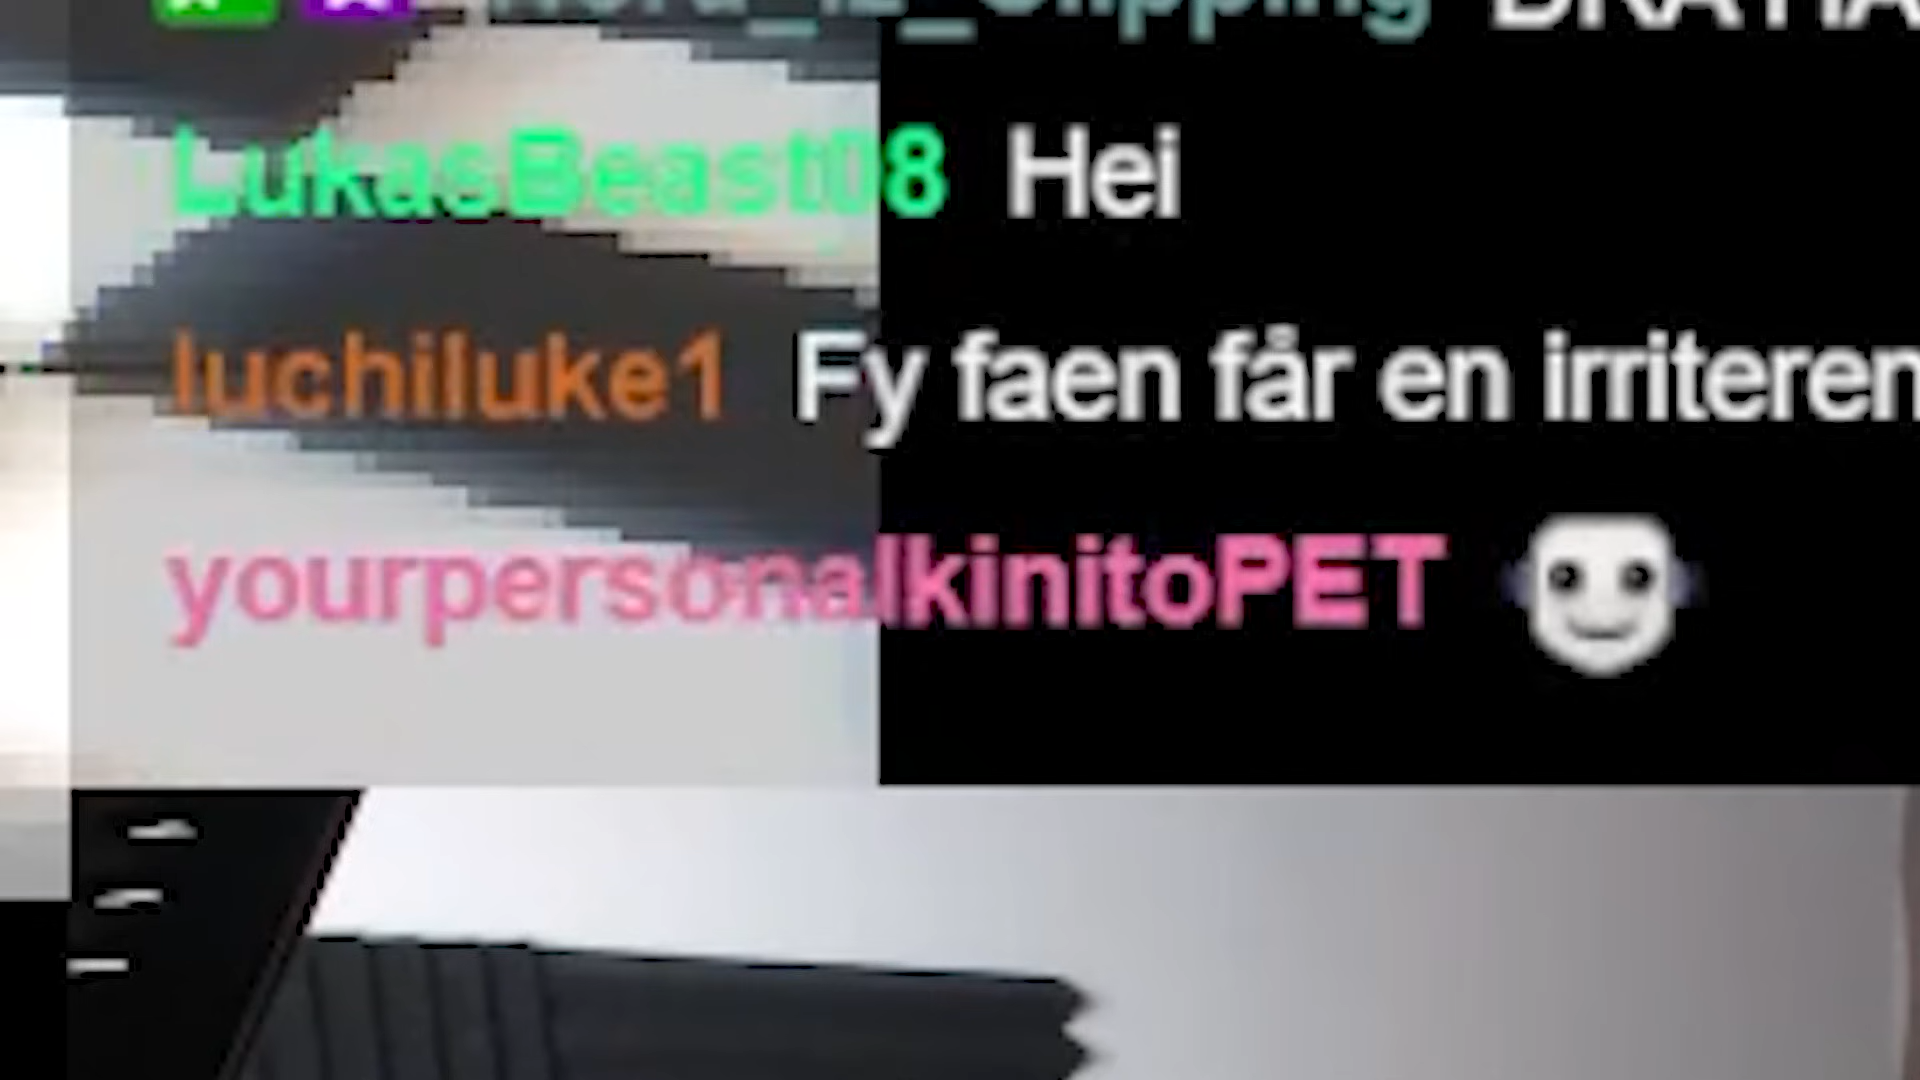 LukasBeast08 Hei
luchiluke1 Fy faen får en irriteren
yourpersonalkinitoPET